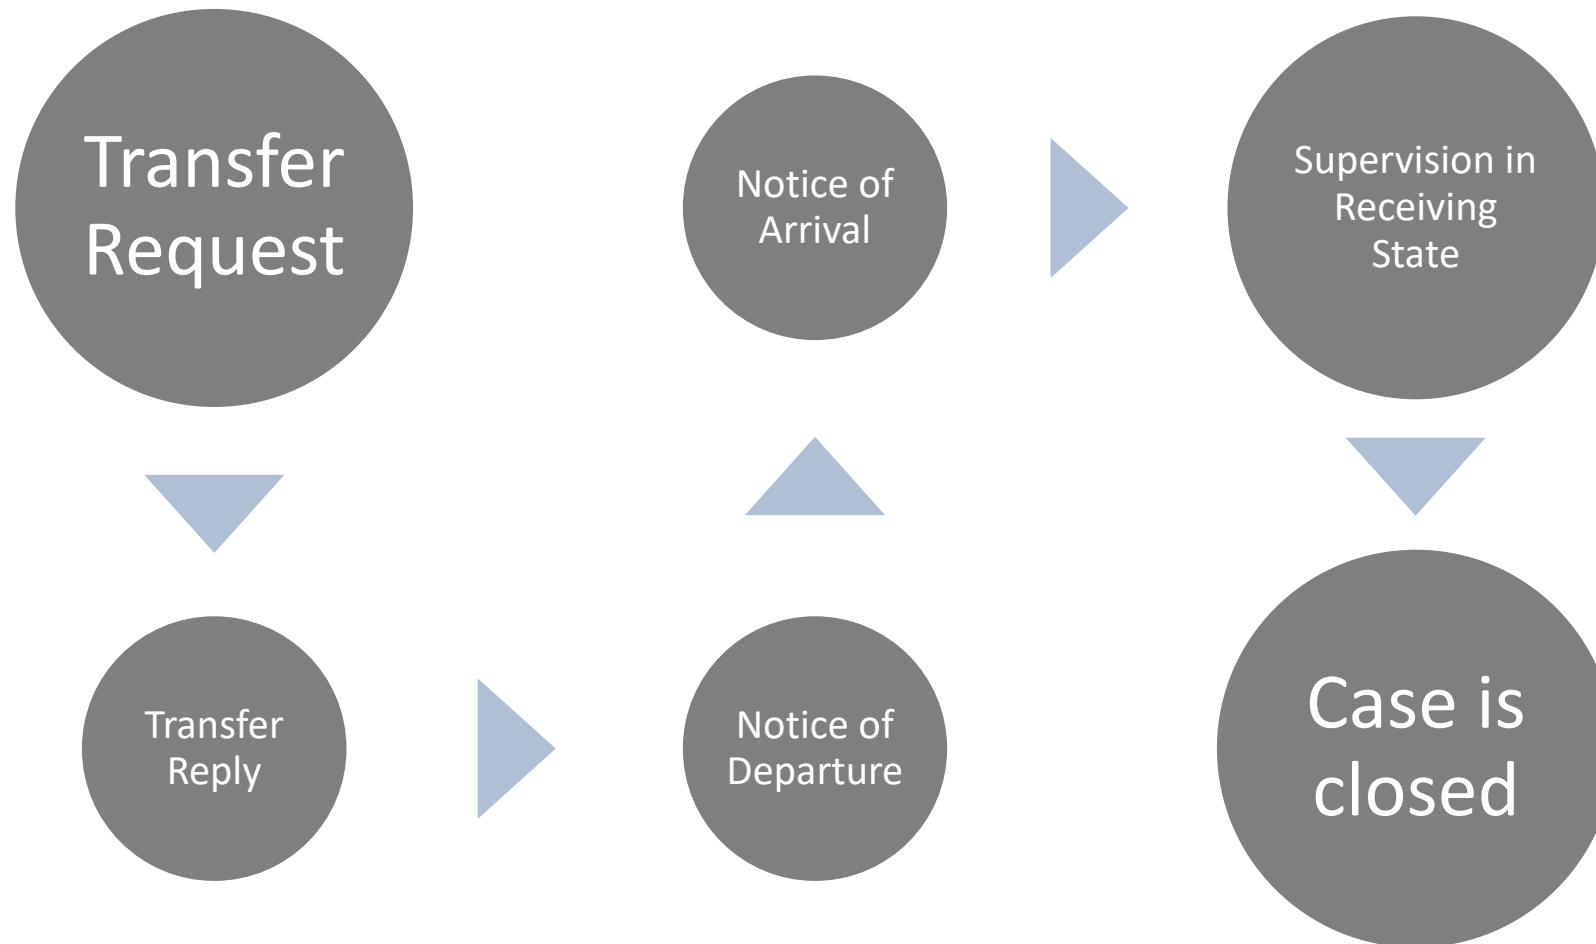 Transfer
Request
Transfer
Reply
Notice of
Departure
Notice of
Arrival
Supervision in
Receiving
State
Case is
closed